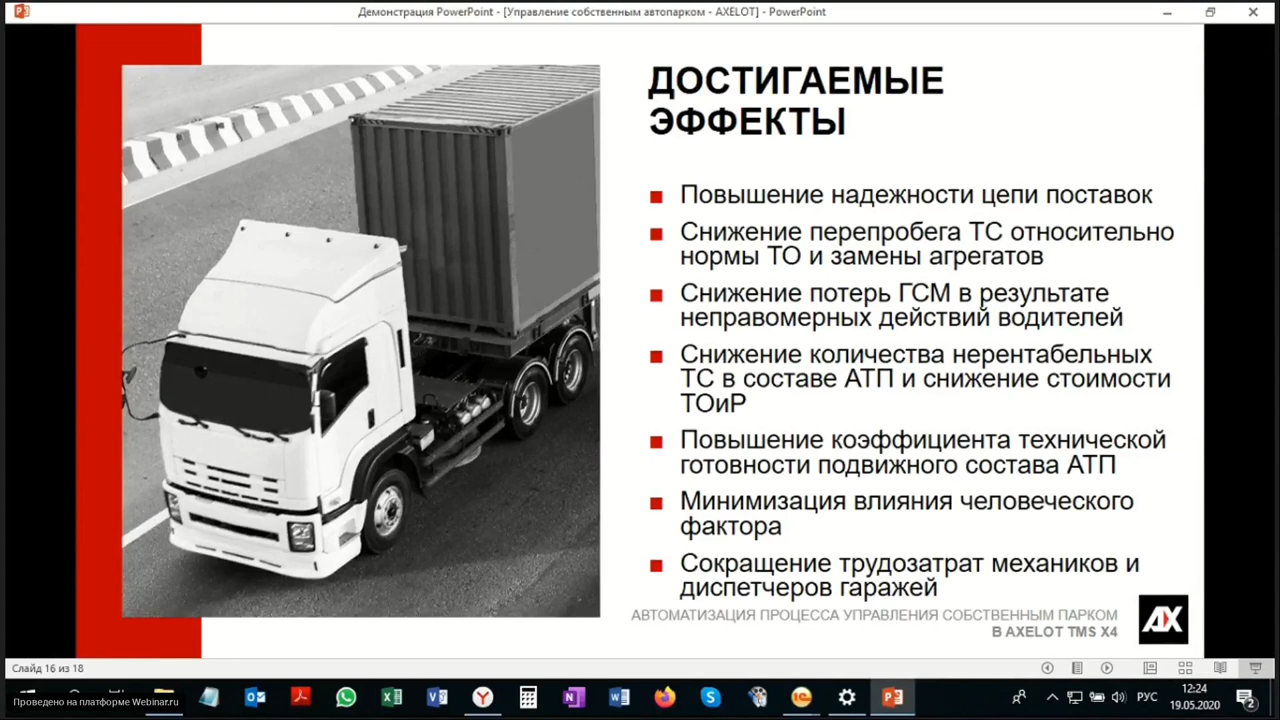 Демонстрация PowerPoint - [Управление собственным автопарком - AXELOT] - PowerPoint
ДОСТИГАЕМЫЕ
ЭФФЕКТЫ
Повышение надежности цепи поставок
Снижение перепробега ТС относительно
нормы ТО и замены агрегатов
Снижение потерь ГСМ в результате
неправомерных действий водителей
Снижение количества нерентабельных
ТС в составе АТП и снижение стоимости
ТОиР
Повышение коэффициента технической
готовности подвижного состава АТП
Минимизация влияния человеческого
фактора
Сокращение трудозатрат механиков и
диспетчеров гаражей
АВТОМАТИЗАЦИЯ ПРОЦЕССА УПРАВЛЕНИЯ СОБСТВЕННЫМ ПАРКОМ
В AXELOT TMS X4
AX
Слайд 16 из 18
Проведено на платформе Webinar.ru
РУС
12:24
19.05.2020
2